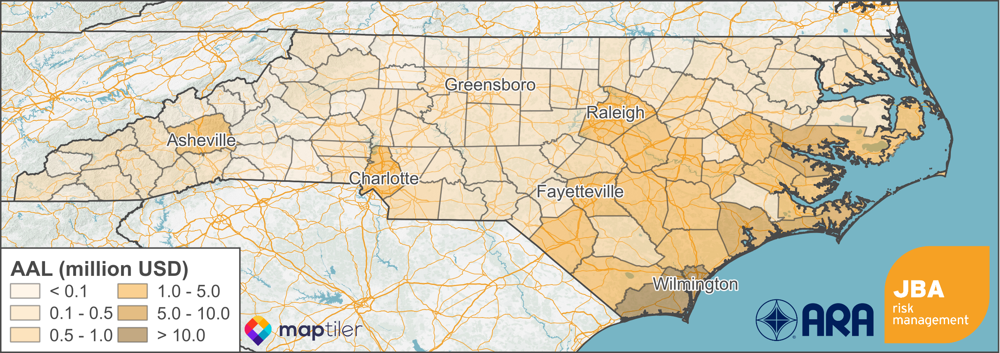 Greensboro
Raleigh
Asheville
Charlotte
Fayetteville
Wilmington
AAL (million USD)
< 0.1
1.0 - 5.0
0.1 - 0.5
5.0 - 10.0
0.5 - 1.0
> 10.0
maptiler
ARA®
JBA
risk
management